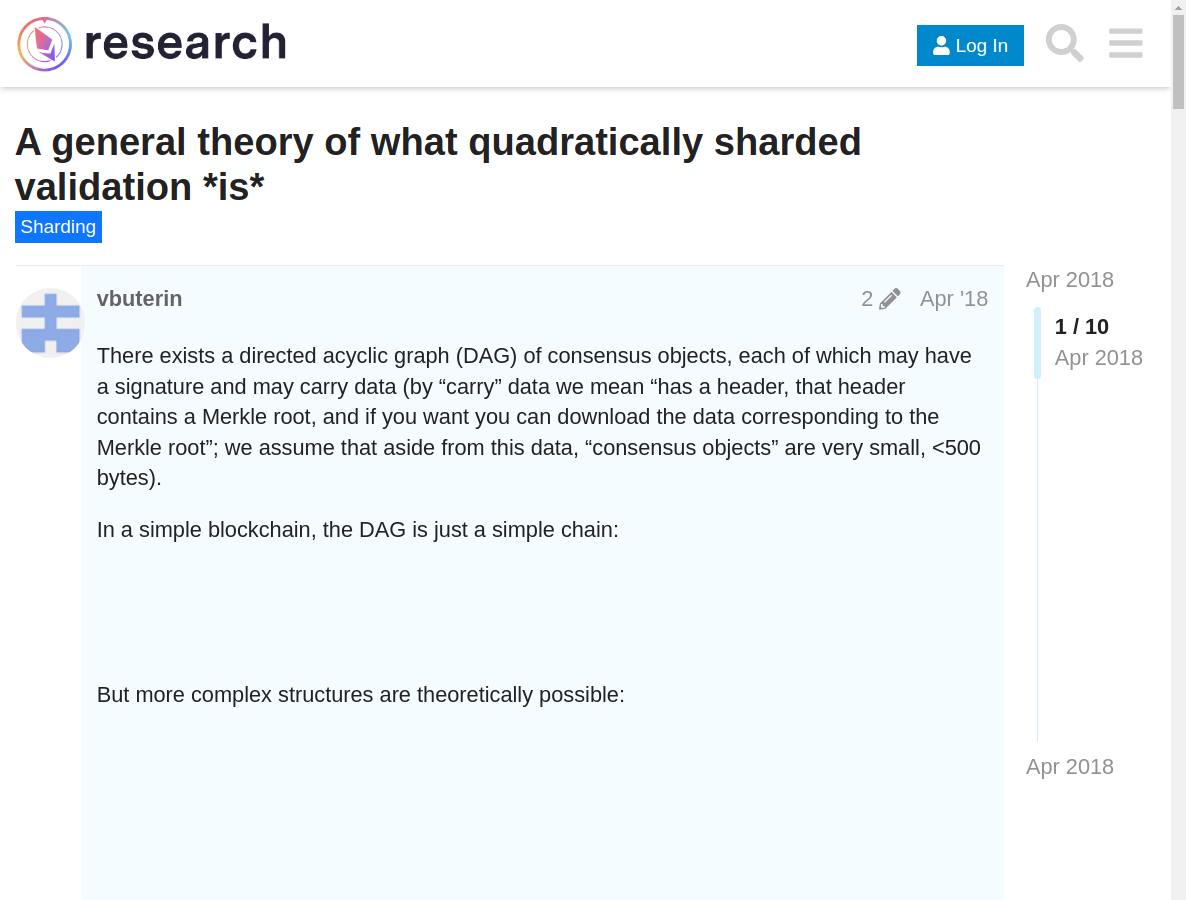 research
Log In
A general theory of what quadratically sharded
validation *is*
Sharding
vbuterin
2
Apr '18
There exists a directed acyclic graph (DAG) of consensus objects, each of which may have
a signature and may carry data (by “carry” data we mean “has a header, that header
contains a Merkle root, and if you want you can download the data corresponding to the
Merkle root”; we assume that aside from this data, “consensus objects” are very small, <500
bytes).
In a simple blockchain, the DAG is just a simple chain:
But more complex structures are theoretically possible:
Apr 2018
1 / 10
Apr 2018
Apr 2018